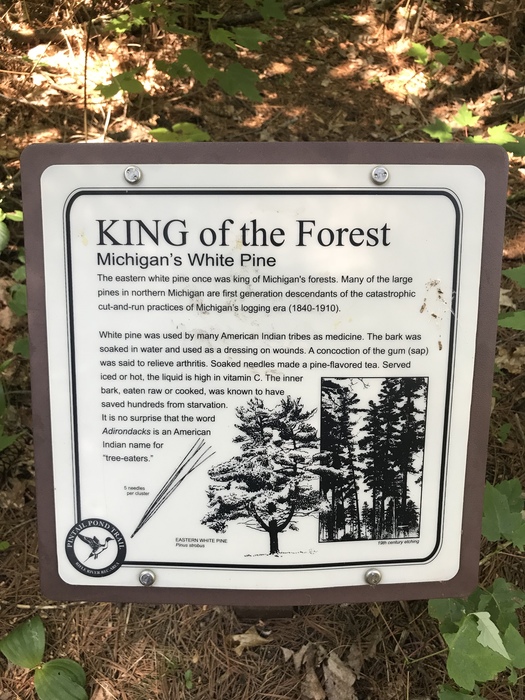 KING of the Forest
Michigan's White Pine
The eastern white pine once was king of Michigan's forests. Many of the large
pines in northern Michigan are first generation descendants of the catastrophic
cut-and-run practices of Michigan's logging era (1840-1910).
White pine was used by many American Indian tribes as medicine. The bark was
soaked in water and used as a dressing on wounds. A concoction of the gum (sap)
was said to relieve arthritis. Soaked needles made a pine-flavored tea. Served
iced or hot, the liquid is high in vitamin C. The inner
bark, eaten raw or cooked, was known to have
saved hundreds from starvation.
It is no surprise that the word
Adirondacks is an American
Indian name for
"tree-eaters."
5 needles
per cluster
EASTERN WHITE PINE
Pinus strobus
19th century etching
PINTAIL POND TRAIL
RIFLE RIVER REC AREA